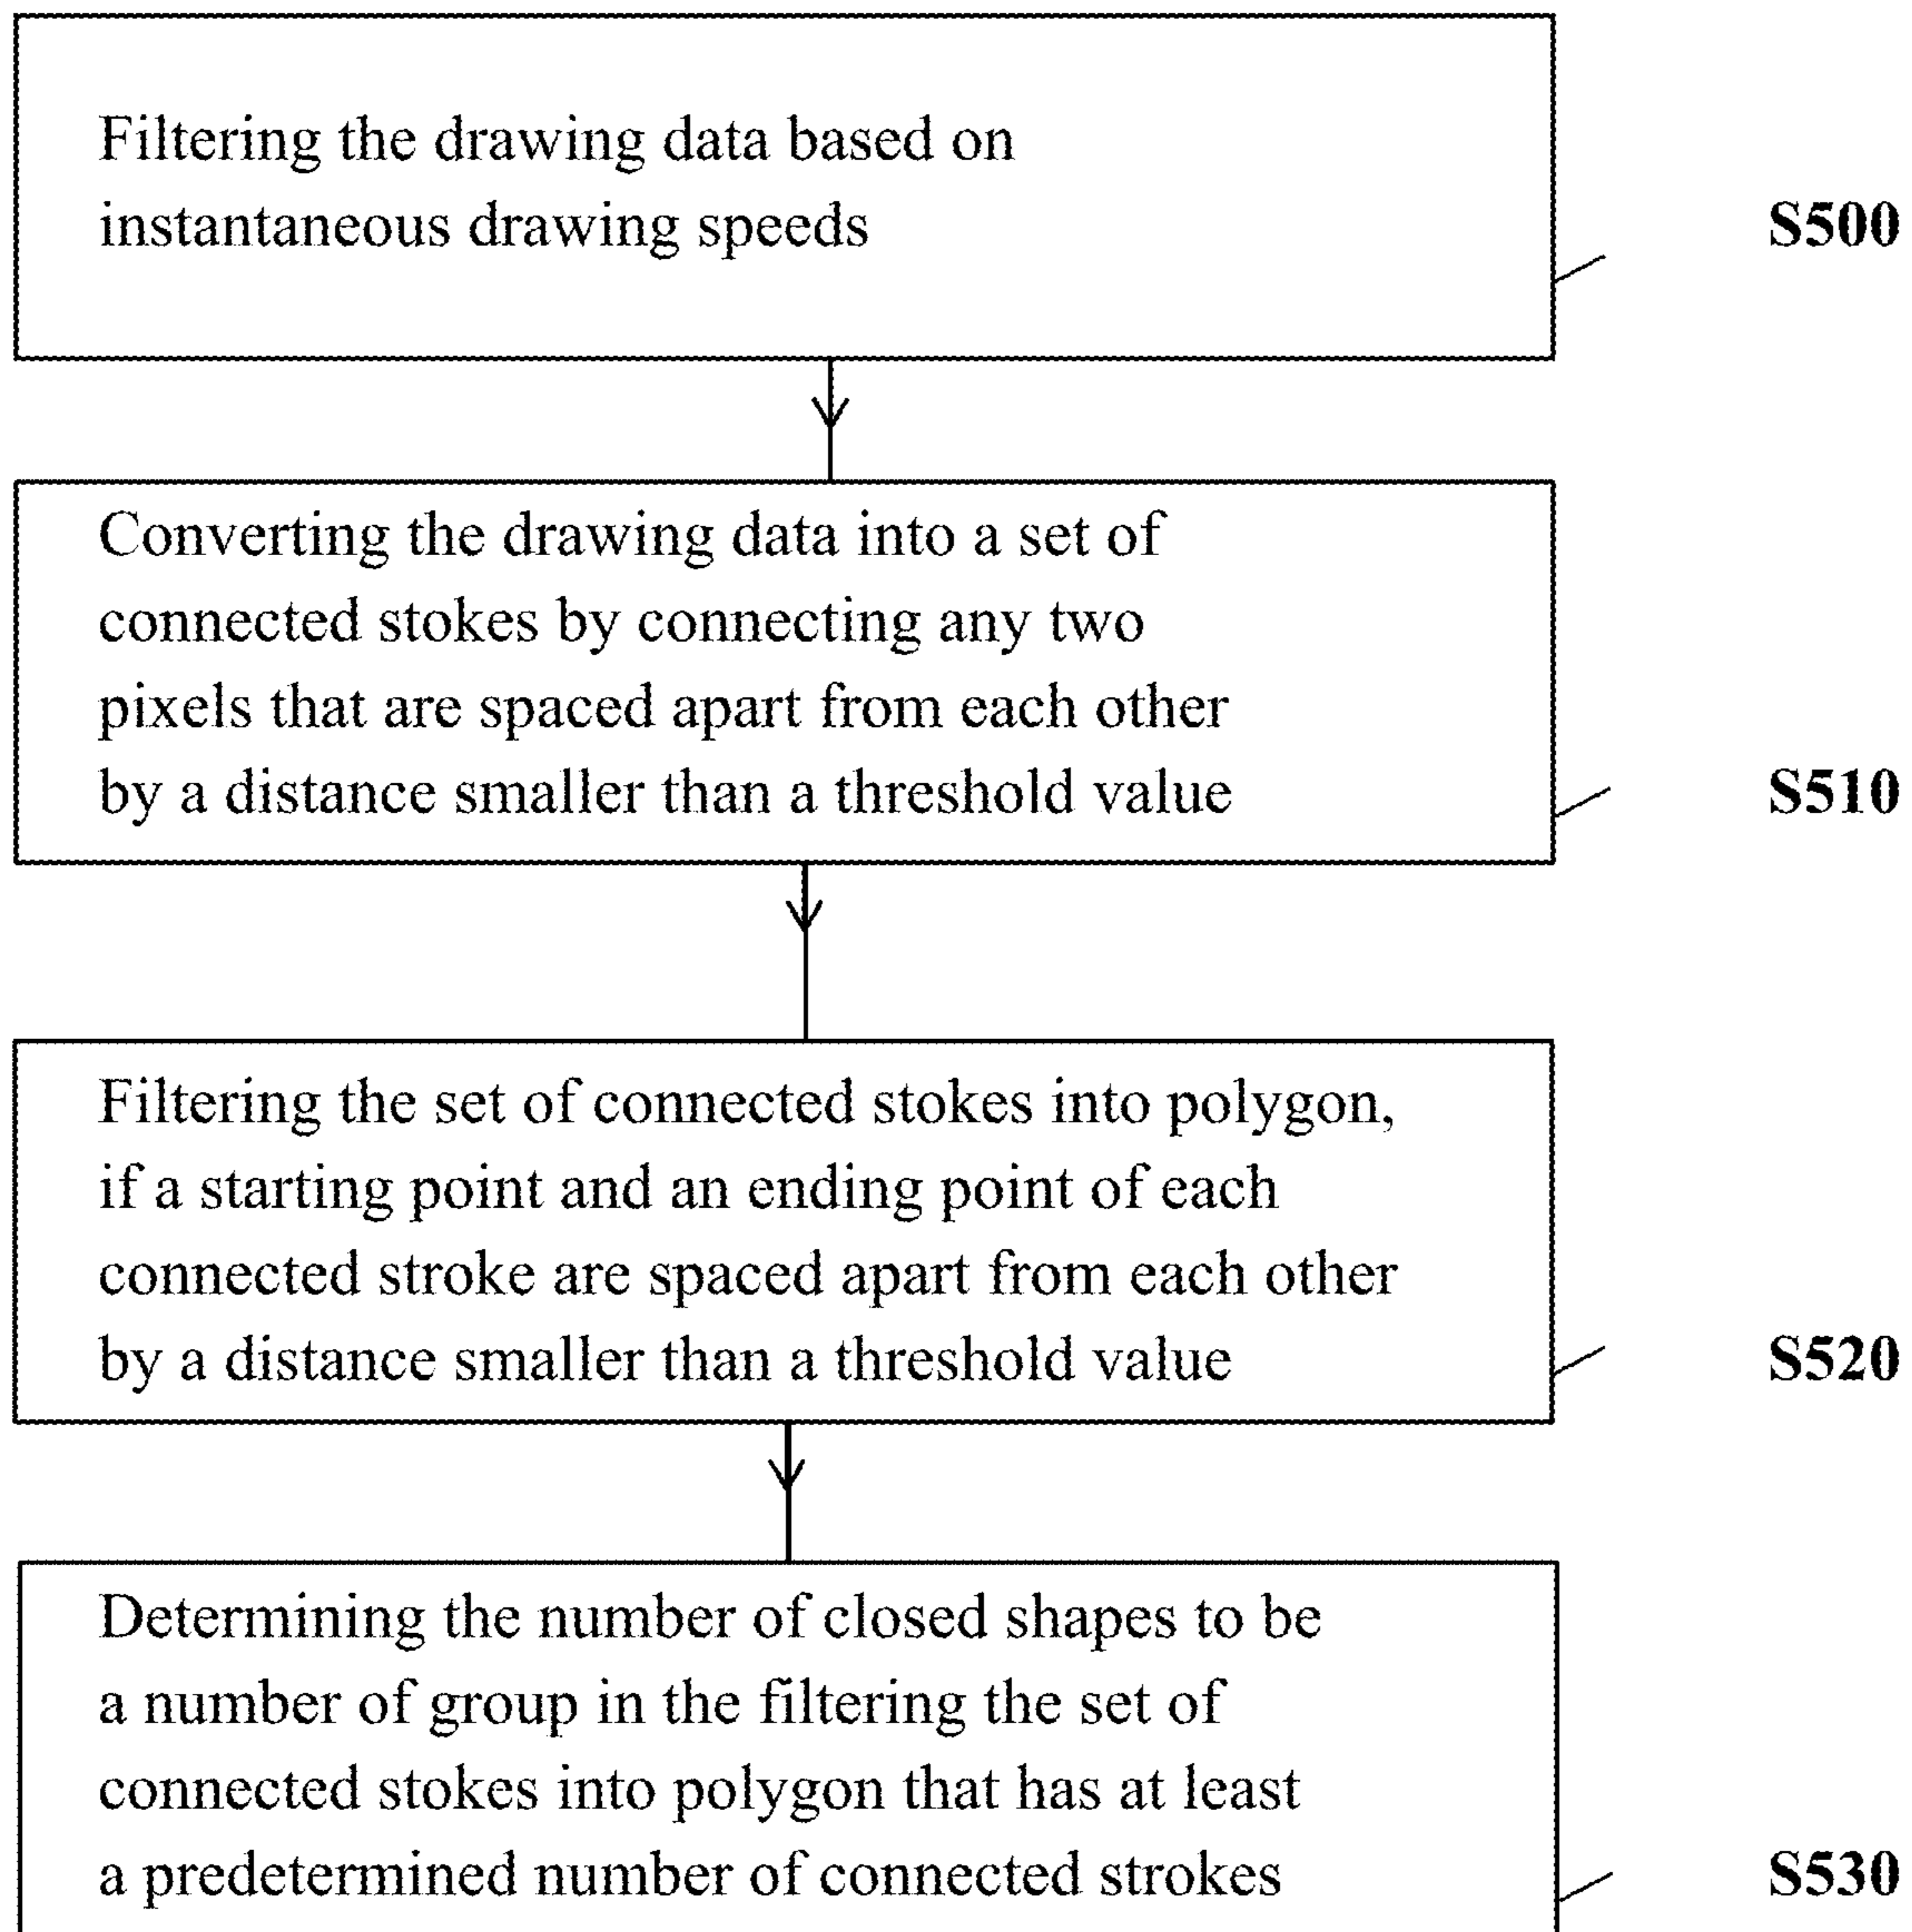 Filtering the drawing data based on
instantaneous drawing speeds
S500
Converting the drawing data into a set of
connected stokes by connecting any two
pixels that are spaced apart from each other
by a distance smaller than a threshold value
S510
Filtering the set of connected stokes into polygon,
if a starting point and an ending point of each
connected stroke are spaced apart from each other
by a distance smaller than a threshold value
S520
Determining the number of closed shapes to be
a number of group in the filtering the set of
connected stokes into polygon that has at least
a predetermined number of connected strokes
S530